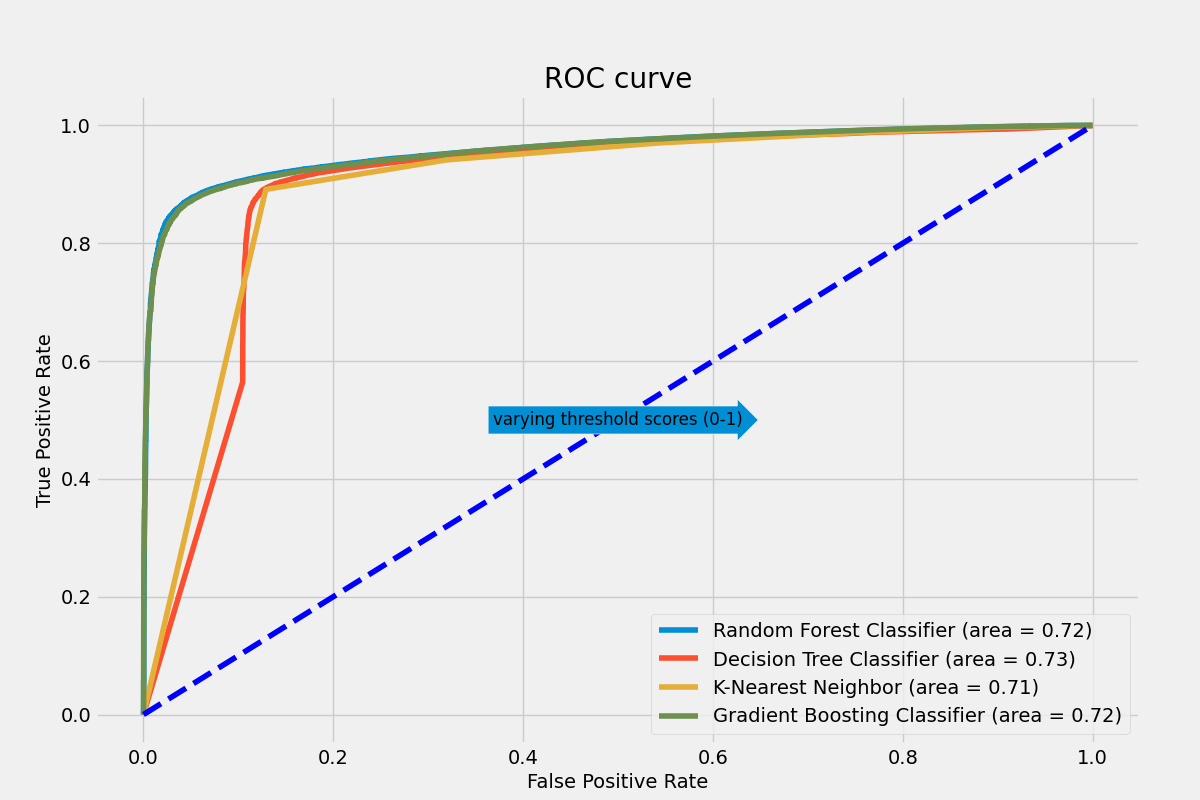 ROC curve
1.0
0.8
0.6
0.4
0.2
0.0
True Positive Rate
varying threshold scores (0-1)
Random Forest Classifier (area = 0.72)
Decision Tree Classifier (area = 0.73)
K-Nearest Neighbor (area = 0.71)
Gradient Boosting Classifier (area = 0.72)
0.0 0.2 0.4 0.6 0.8 1.0
False Positive Rate